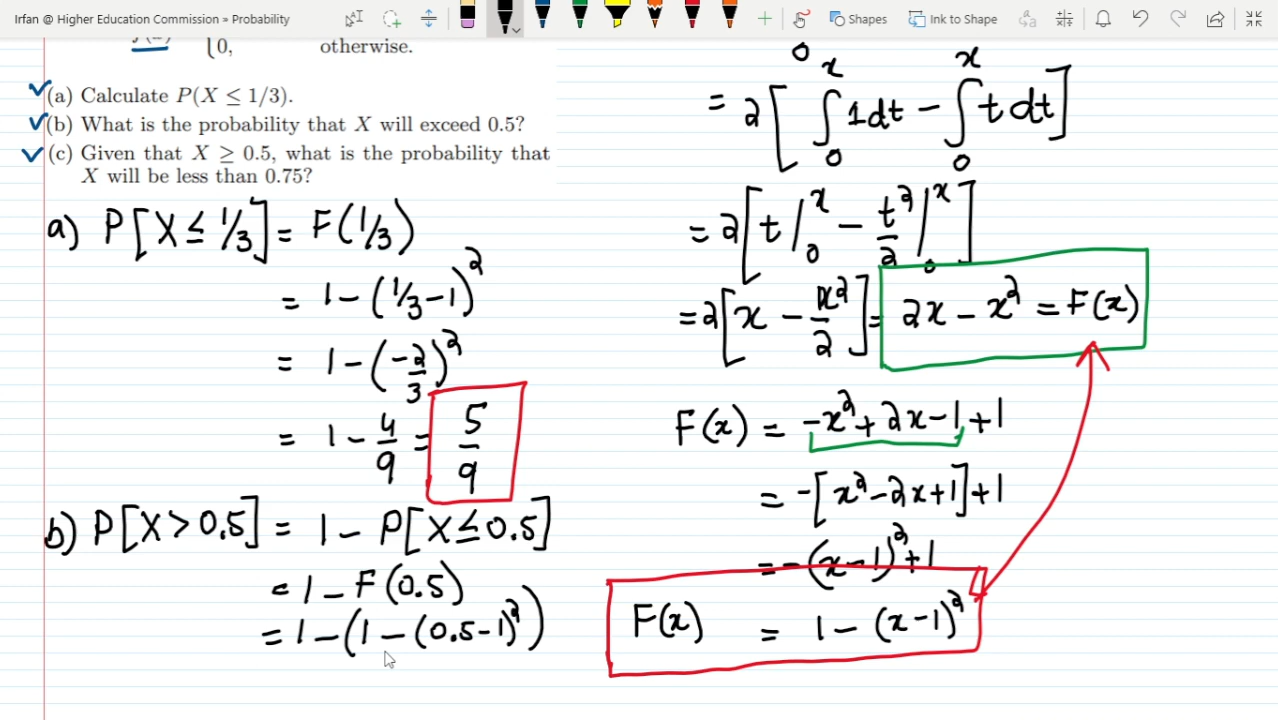 Irfan @ Higher Education Commission » Probability
Shapes
Ink to Shape
f(x) {0, otherwise.
(a) Calculate P(X ≤ 1/3).
(b) What is the probability that X will exceed 0.5?
(c) Given that X ≥ 0.5, what is the probability that
X will be less than 0.75?
a) P[X ≤ 1/3] = F(1/3)
= 1 - (1/3 - 1)²
= 1 - (-2/3)²
= 1 - 4/9 = 5/9
b) P[X > 0.5] = 1 - P[X ≤ 0.5]
= 1 - F(0.5)
= 1 - (1 - (0.5 - 1)²)
0
= 2[∫₀ˣ 1dt - ∫₀ˣ t dt]
= 2[t|₀ˣ - t²/2|₀ˣ]
= 2[x - x²/2] = 2x - x² = F(x)
F(x) = -x² + 2x - 1 + 1
= -[x² - 2x + 1] + 1
= -(x - 1)² + 1
F(x) = 1 - (x - 1)²